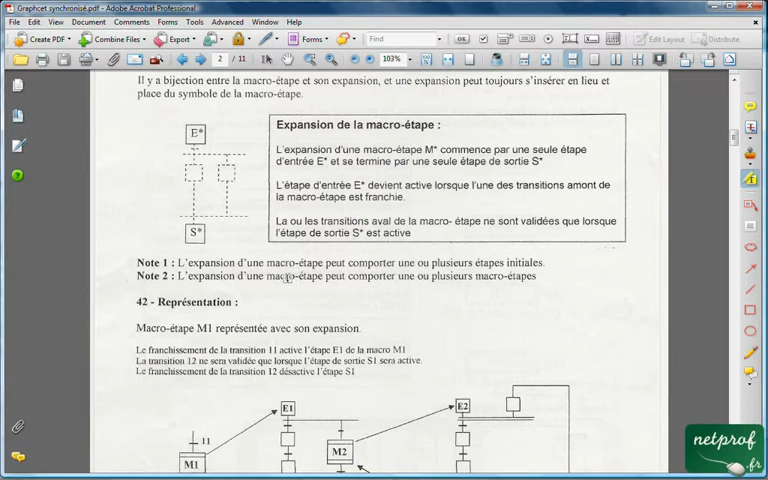 Graphcet synchronisé.pdf - Adobe Acrobat Professional
File Edit View Document Comments Forms Tools Advanced Window Help
Create PDF Combine Files Export Forms Find OK Edit Layout Distribute
2 / 11 103%
Il y a bijection entre la macro-étape et son expansion, et une expansion peut toujours s'insérer en lieu et
place du symbole de la macro-étape.
E*
S*
Expansion de la macro-étape :
L'expansion d'une macro-étape M* commence par une seule étape
d'entrée E* et se termine par une seule étape de sortie S*
L'étape d'entrée E* devient active lorsque l'une des transitions amont de
la macro-étape est franchie.
La ou les transitions aval de la macro- étape ne sont validées que lorsque
l'étape de sortie S* est active
Note 1 : L'expansion d'une macro-étape peut comporter une ou plusieurs étapes initiales.
Note 2 : L'expansion d'une macro-étape peut comporter une ou plusieurs macro-étapes
42 - Représentation :
Macro-étape M1 représentée avec son expansion.
Le franchissement de la transition 11 active l'étape E1 de la macro M1
La transition 12 ne sera validée que lorsque l'étape de sortie S1 sera active.
Le franchissement de la transition 12 désactive l'étape S1
E1
E2
11
M2
M1
netprof
.fr